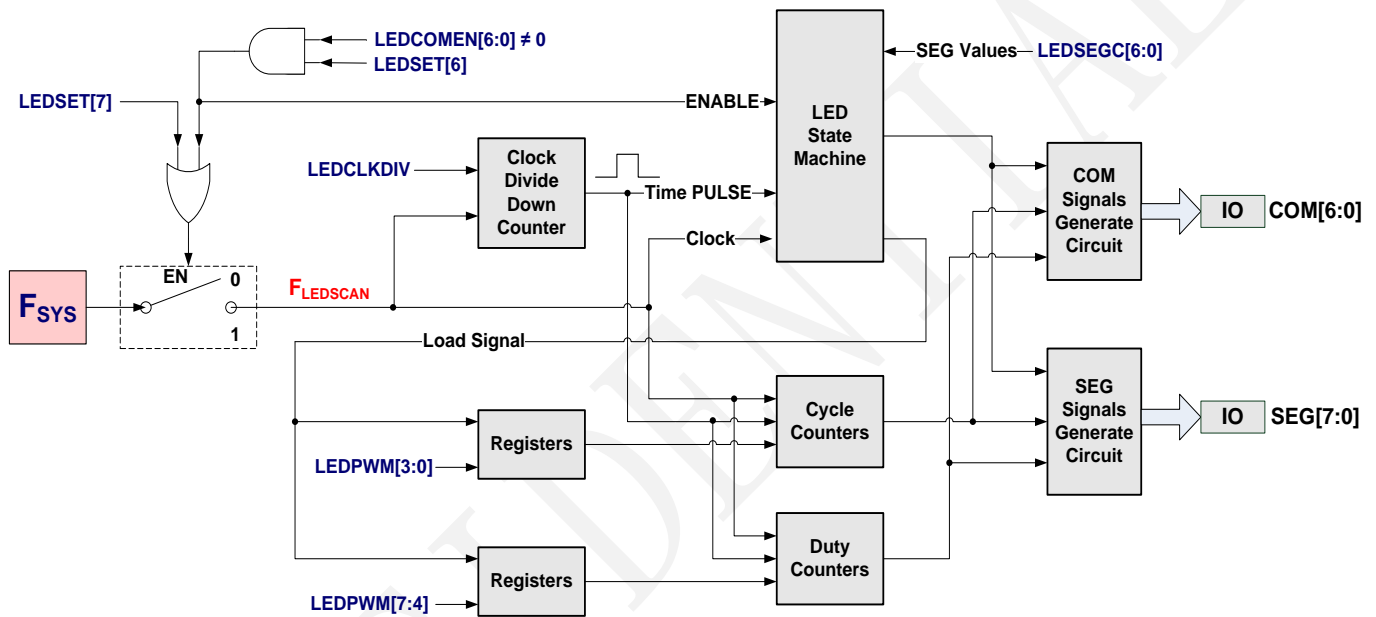 LEDCOMEN[6:0] ≠ 0
LEDSET[6]
LEDSET[7]
ENABLE
SEG Values
LEDSEGC[6:0]
LED
State
Machine
LEDCLKDIV
Clock
Divide
Down
Counter
Time PULSE
Clock
COM
Signals
Generate
Circuit
IO
COM[6:0]
FSYS
EN
0
1
FLEDSCAN
Load Signal
Registers
LEDPWM[3:0]
Cycle
Counters
SEG
Signals
Generate
Circuit
IO
SEG[7:0]
Registers
LEDPWM[7:4]
Duty
Counters